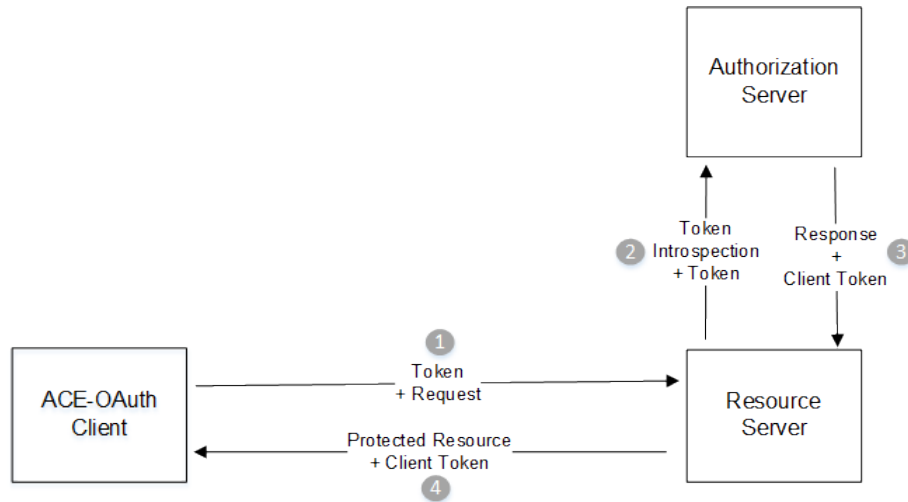 Authorization
Server
Token
2 Introspection
+ Token
Response
+
Client Token
3
1
Token
+ Request
ACE-OAuth
Client
Protected Resource
+ Client Token
4
Resource
Server